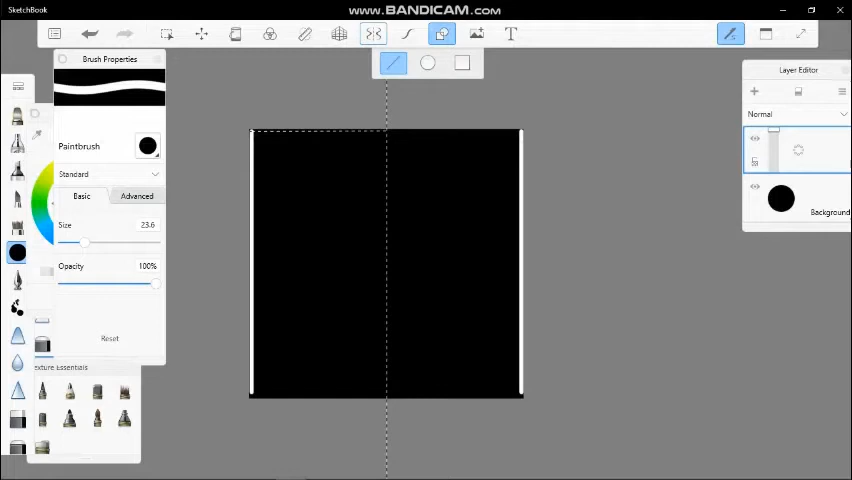 SketchBook
www.BANDICAM.com
T
Brush Properties
Paintbrush
Standard
Basic
Advanced
Size
23.6
Opacity
100%
Reset
Texture Essentials
Layer Editor
Normal
Background